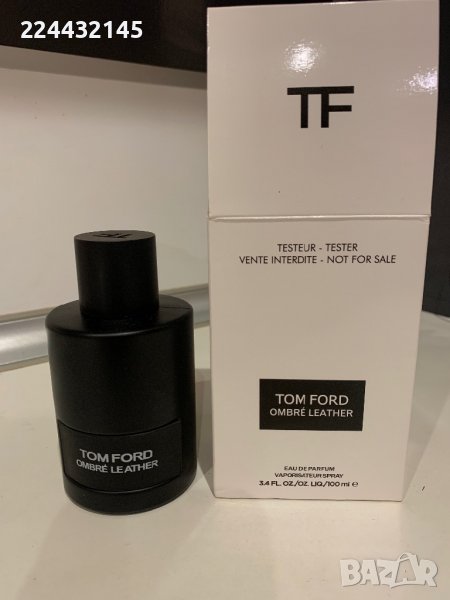 224432145
TF
TESTEUR - TESTER
VENTE INTERDITE - NOT FOR SALE
TOM FORD
OMBRÉ LEATHER
EAU DE PARFUM
VAPORISATEUR SPRAY
3.4 FL. OZ./OZ. LIQ./100 ml e
TOM FORD
OMBRÉ LEATHER
BAZAR